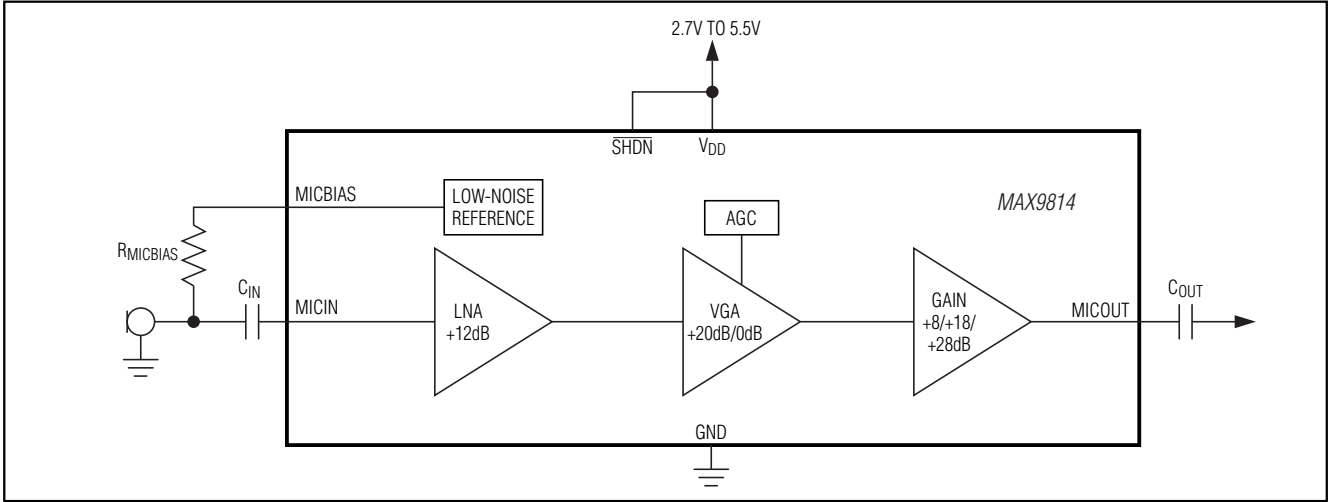 2.7V TO 5.5V
SHDN
VDD
MICBIAS
LOW-NOISE
REFERENCE
AGC
MAX9814
RMICBIAS
CIN
MICIN
LNA
+12dB
VGA
+20dB/0dB
GAIN
+8/+18/
+28dB
MICOUT
COUT
GND